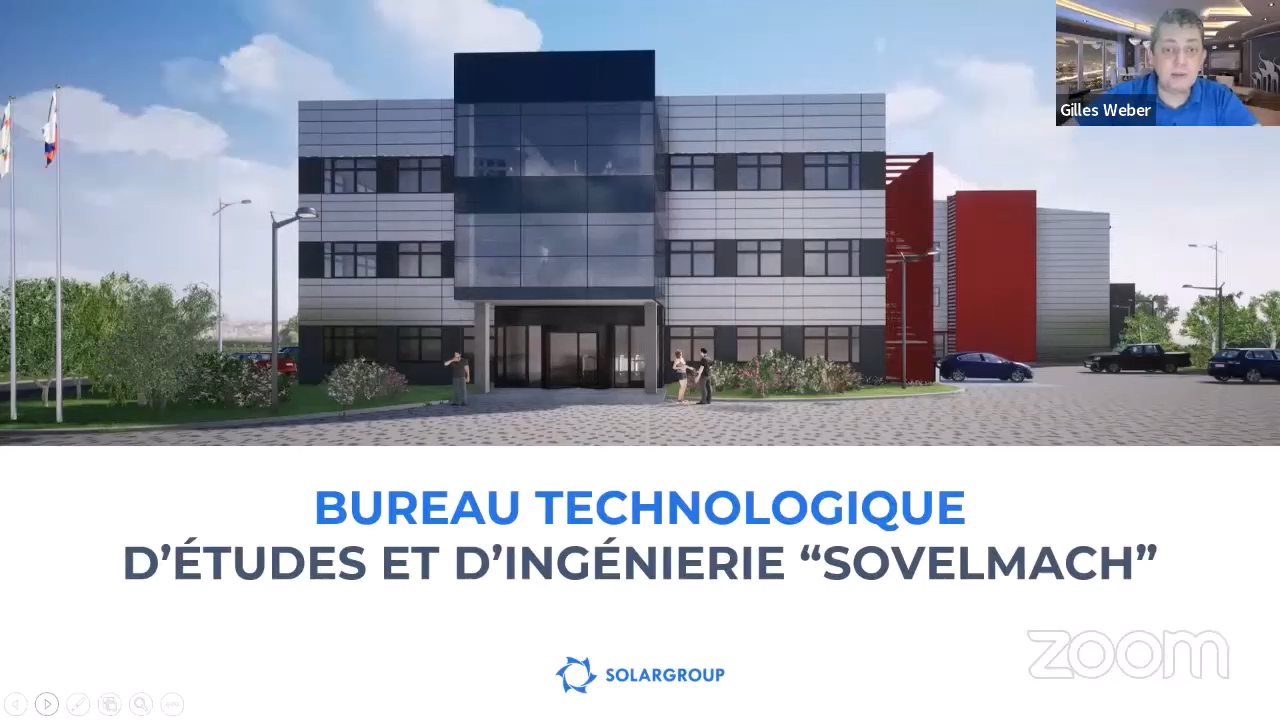 Gilles Weber
BUREAU TECHNOLOGIQUE
D’ÉTUDES ET D’INGÉNIERIE “SOVELMACH”
zoom
SOLARGROUP